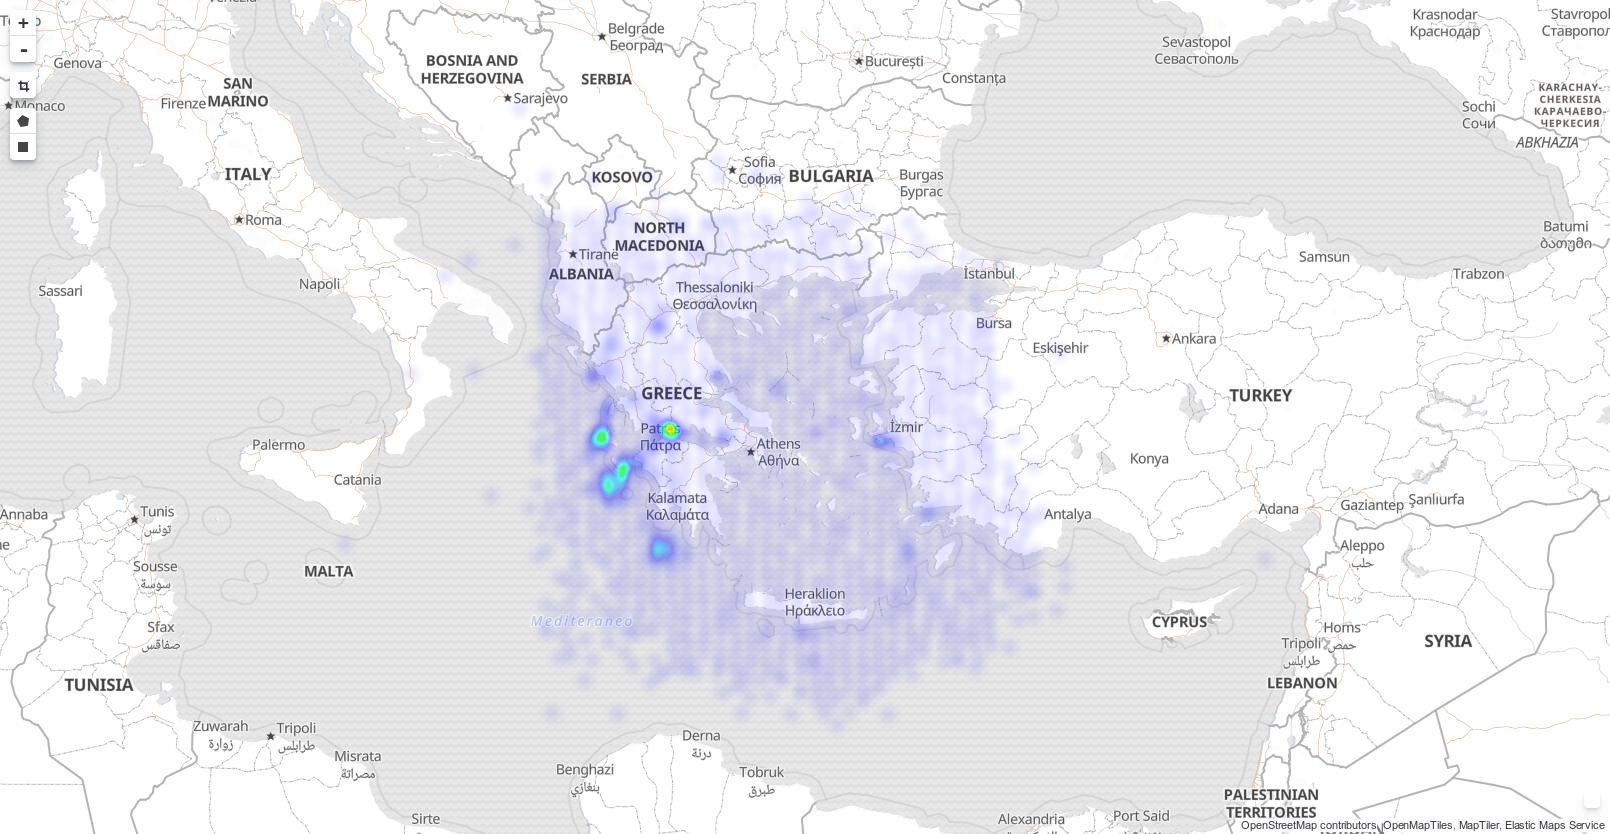 Belgrade
Београд
Krasnodar
Краснодар
Stavropol
Sevastopol
Севастополь
București
Constanța
Genova
BOSNIA AND
HERZEGOVINA
SERBIA
SAN
MARINO
Monaco
Firenze
Sarajevo
KARACHAY-
CHERKESIA
КАРАЧАЕВО-
ЧЕРКЕСИЯ
Sochi
Сочи
ABKHAZIA
ITALY
KOSOVO
Sofia
София
BULGARIA
Burgas
Бургас
Roma
NORTH
MACEDONIA
Batumi
ბათუმი
Tiranë
ALBANIA
Samsun
İstanbul
Trabzon
Napoli
Sassari
Thessaloniki
Θεσσαλονίκη
Bursa
Ankara
Eskişehir
GREECE
TURKEY
İzmir
Πάτρα
Athens
Αθήνα
Palermo
Konya
Catania
Kalamata
Καλαμάτα
Antalya
Adana
Gaziantep
Şanlıurfa
Annaba
Tunis
تونس
MALTA
Aleppo
حلب
Sousse
سوسة
Heraklion
Ηράκλειο
Mediteraneo
CYPRUS
Sfax
صفاقس
Homs
حمص
SYRIA
Tripoli
طرابلس
LEBANON
TUNISIA
Zuwarah
زوارة
Tripoli
طرابلس
Misrata
مصراتة
Derna
درنة
Benghazi
بنغازي
Tobruk
طبرق
PALESTINIAN
TERRITORIES
Sirte
Alexandria
Port Said
OpenStreetMap contributors, OpenMapTiles, MapTiler, Elastic Maps Service